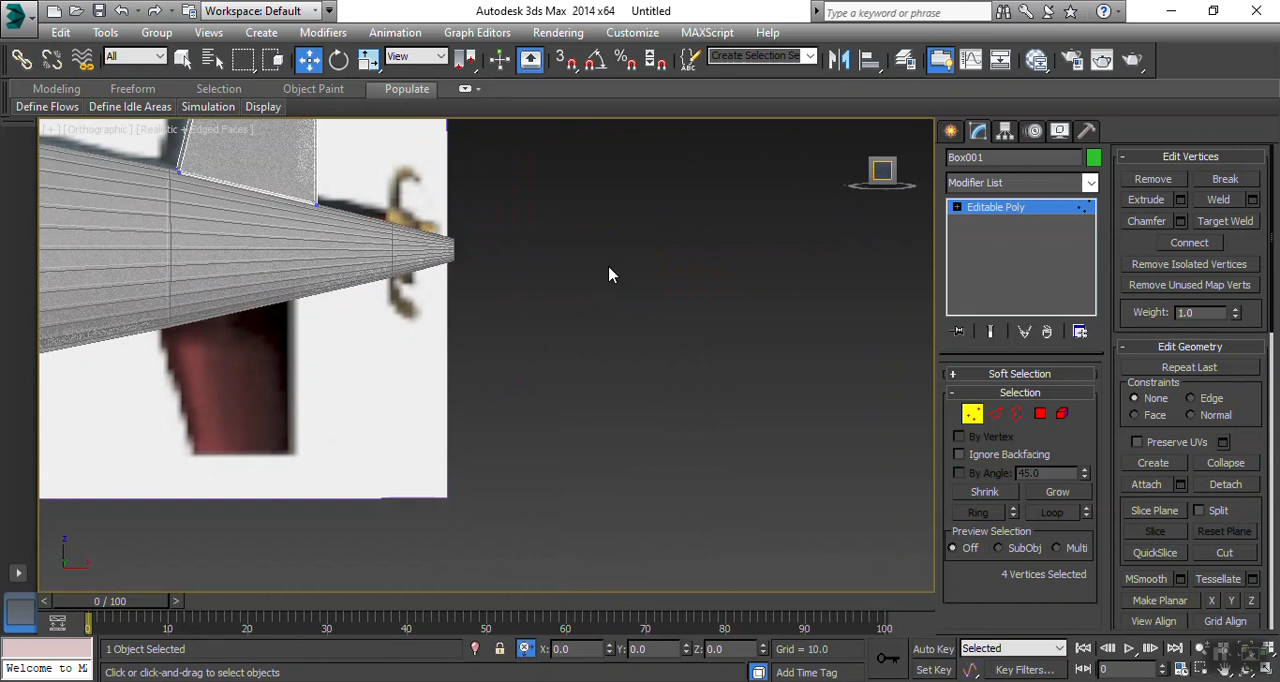 Workspace: Default
Autodesk 3ds Max 2014 x64 Untitled
Type a keyword or phrase
Edit Tools Group Views Create Modifiers Animation Graph Editors Rendering Customize MAXScript Help
All
View
3
Create Selection Se
Modeling Freeform Selection Object Paint Populate
Define Flows Define Idle Areas Simulation Display
[+] [Orthographic] [Realistic + Edged Faces]
Box001
Modifier List
Editable Poly
Soft Selection
Selection
By Vertex
Ignore Backfacing
By Angle: 45.0
Shrink Grow
Ring Loop
Preview Selection
Off SubObj Multi
4 Vertices Selected
Edit Vertices
Remove Break
Extrude Weld
Chamfer Target Weld
Connect
Remove Isolated Vertices
Remove Unused Map Verts
Weight: 1.0
Edit Geometry
Repeat Last
Constraints
None Edge
Face Normal
Preserve UVs
Create Collapse
Attach Detach
Slice Plane Split
Slice Reset Plane
QuickSlice Cut
MSmooth Tessellate
Make Planar X Y Z
View Align Grid Align
z
x
0 / 100
0 10 20 30 40 50 60 70 80 90 100
1 Object Selected X: 0.0 Y: 0.0 Z: 0.0 Grid = 10.0 Auto Key Selected
Welcome to M Click or click-and-drag to select objects Add Time Tag Set Key Key Filters... 0